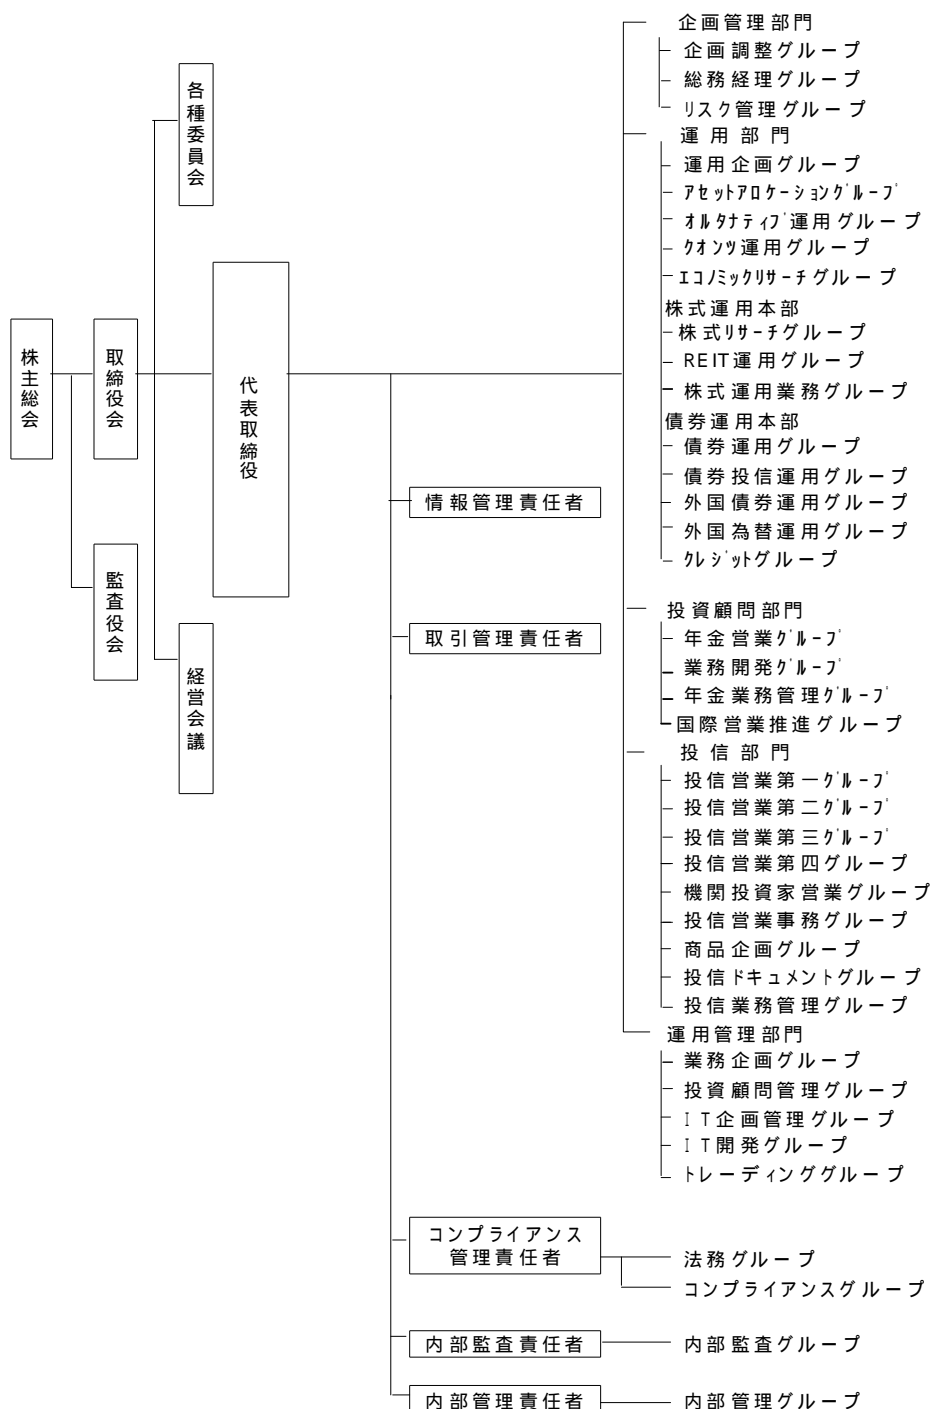 株主総会
取締役会
監査役会
各種委員会
経営会議
代表取締役
企画管理部門
企画調整グループ
総務経理グループ
リスク管理グループ
運用部門
運用企画グループ
アセットアロケーショングループ
オルタナティブ運用グループ
クオンツ運用グループ
エコノミックリサーチグループ
株式運用本部
株式リサーチグループ
REIT運用グループ
株式運用業務グループ
債券運用本部
債券運用グループ
債券投信運用グループ
外国債券運用グループ
外国為替運用グループ
クレジットグループ
情報管理責任者
取引管理責任者
投資顧問部門
年金営業グループ
業務開発グループ
年金業務管理グループ
国際営業推進グループ
投信部門
投信営業第一グループ
投信営業第二グループ
投信営業第三グループ
投信営業第四グループ
機関投資家営業グループ
投信営業事務グループ
商品企画グループ
投信ドキュメントグループ
投信業務管理グループ
運用管理部門
業務企画グループ
投資顧問管理グループ
IT企画管理グループ
IT開発グループ
トレーディンググループ
コンプライアンス
管理責任者
法務グループ
コンプライアンスグループ
内部監査責任者
内部監査グループ
内部管理責任者
内部管理グループ